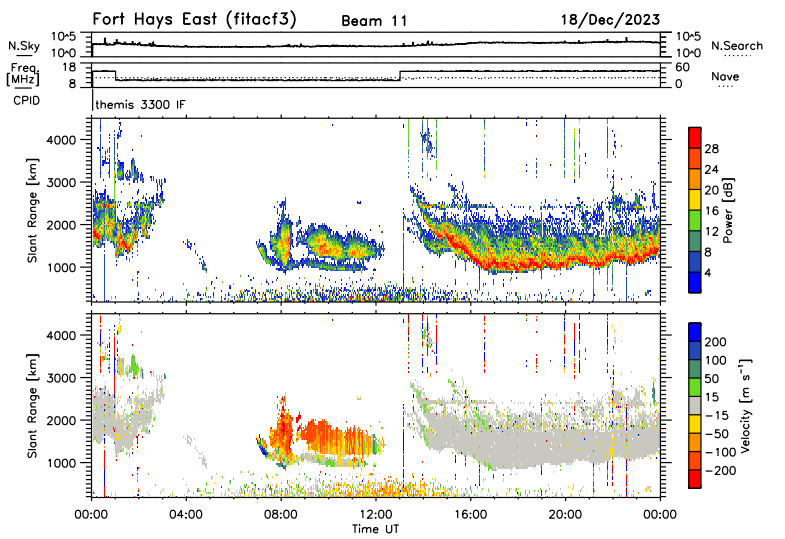 Fort Hays East (fitacf3) Beam 11 18/Dec/2023
N.Sky 10^5 10^0 10^5 10^0 N.Search
Freq. [MHz] 18 8 60 0 Nave
CPID themis 3300 IF
Slant Range [km] 4000 3000 2000 1000
Power [dB] 28 24 20 16 12 8 4
Slant Range [km] 4000 3000 2000 1000
Velocity [m s⁻¹] 200 100 50 15 −15 −50 −100 −200
00:00 04:00 08:00 12:00 16:00 20:00 00:00
Time UT